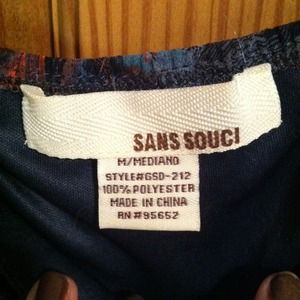 SANS SOUCI
M/MEDIANO
STYLE#GSD-212
100% POLYESTER
MADE IN CHINA
RN#95652